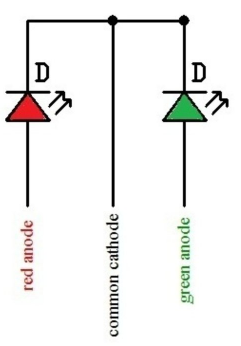 D
D
red anode
common cathode
green anode